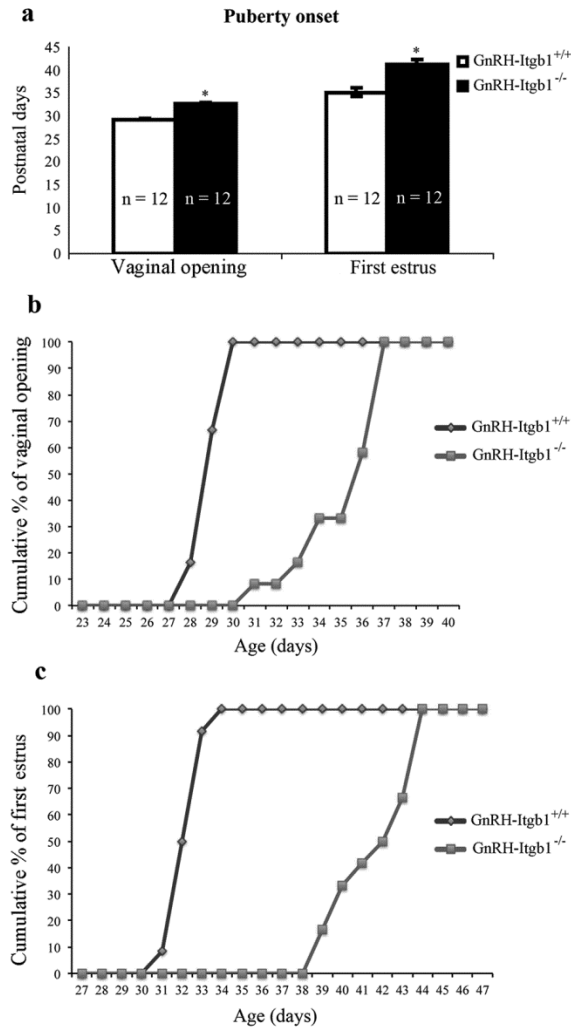 a
Puberty onset
Postnatal days
45
40
35
30
25
20
15
10
5
0
*
*
n = 12
n = 12
n = 12
n = 12
Vaginal opening
First estrus
GnRH-Itgb1+/+
GnRH-Itgb1-/-
b
Cumulative % of vaginal opening
100
90
80
70
60
50
40
30
20
10
0
23 24 25 26 27 28 29 30 31 32 33 34 35 36 37 38 39 40
Age (days)
GnRH-Itgb1+/+
GnRH-Itgb1-/-
c
Cumulative % of first estrus
100
90
80
70
60
50
40
30
20
10
0
27 28 29 30 31 32 33 34 35 36 37 38 39 40 41 42 43 44 45 46 47
Age (days)
GnRH-Itgb1+/+
GnRH-Itgb1-/-